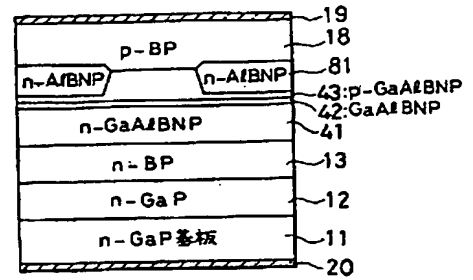 19
p-BP 18
n-AlBNP n-AlBNP 81
43:p-GaAlBNP
42:GaAlBNP
n-GaAlBNP 41
n-BP 13
n-GaP 12
n-GaP基板 11
20